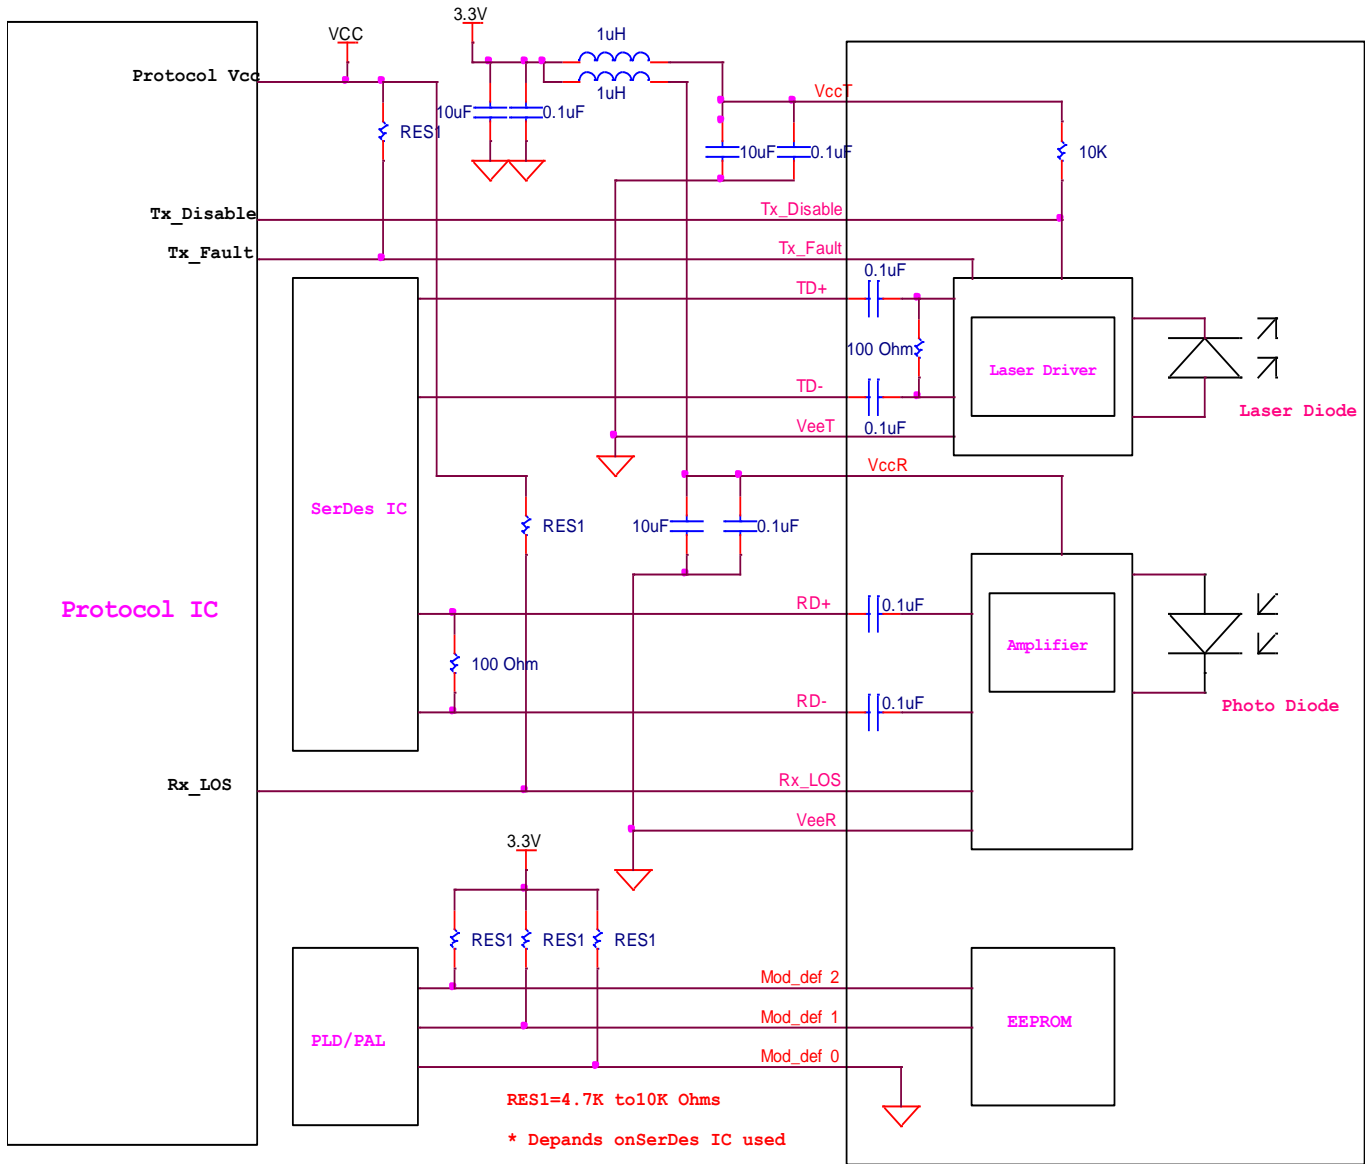 3.3V
VCC
1uH
Protocol Vcc
1uH
VccT
10uF
0.1uF
RES1
10uF
0.1uF
10K
Tx_Disable
Tx_Disable
Tx_Fault
Tx_Fault
0.1uF
TD+
100 Ohm
Laser Driver
TD-
Laser Diode
VeeT
0.1uF
VccR
SerDes IC
RES1
10uF
0.1uF
Protocol IC
RD+
0.1uF
Amplifier
100 Ohm
RD-
0.1uF
Photo Diode
Rx_LOS
Rx_LOS
VeeR
3.3V
RES1
RES1
RES1
Mod_def 2
Mod_def 1
EEPROM
PLD/PAL
Mod_def 0
RES1=4.7K to10K Ohms
* Depands onSerDes IC used